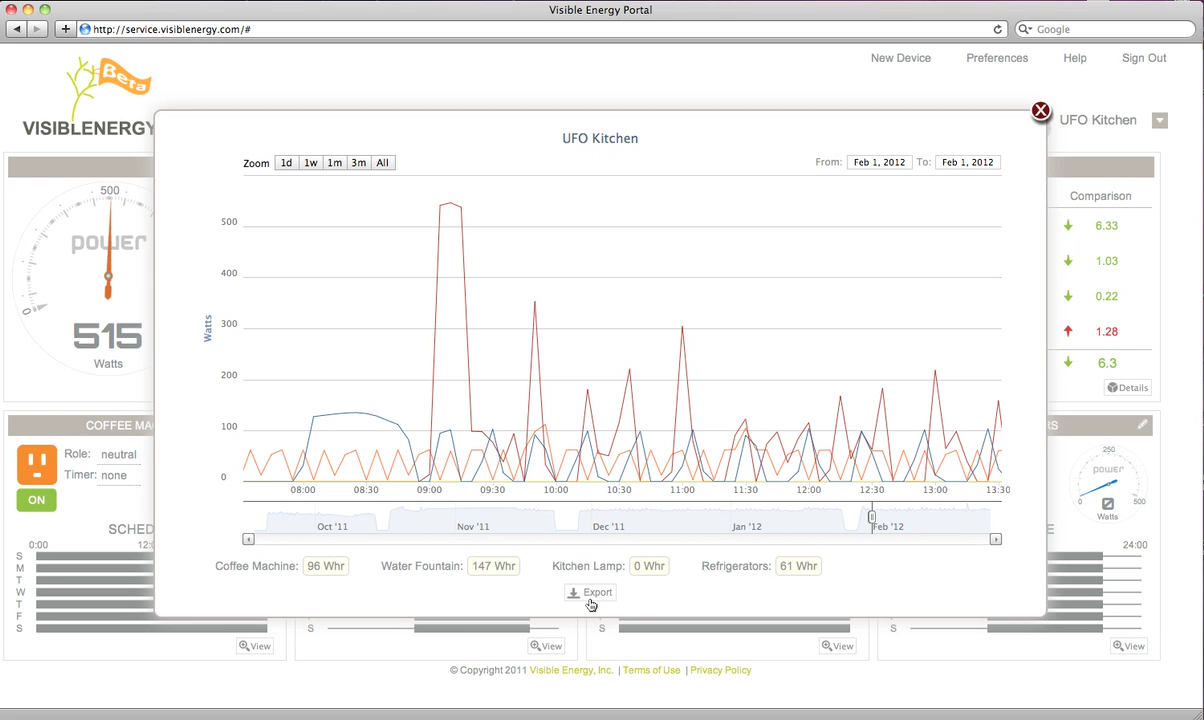 Visible Energy Portal
http://service.visiblenergy.com/#
Google
New Device Preferences Help Sign Out
Beta
VISIBLENERGY
UFO Kitchen
UFO Kitchen
Zoom 1d 1w 1m 3m All
From: Feb 1, 2012 To: Feb 1, 2012
Comparison
6.33
1.03
0.22
1.28
6.3
Details
500
power
0
515
Watts
Watts
500
400
300
200
100
0
08:00 08:30 09:00 09:30 10:00 10:30 11:00 11:30 12:00 12:30 13:00 13:30
Oct '11 Nov '11 Dec '11 Jan '12 Feb '12
Coffee Machine: 96 Whr Water Fountain: 147 Whr Kitchen Lamp: 0 Whr Refrigerators: 61 Whr
Export
COFFEE MA
Role: neutral
Timer: none
ON
SCHED
0:00 12:
S
M
T
W
T
F
S
View
S
View
S
View
RS
250
power
0 500
Watts
E
24:00
S
View
© Copyright 2011 Visible Energy, Inc. | Terms of Use | Privacy Policy